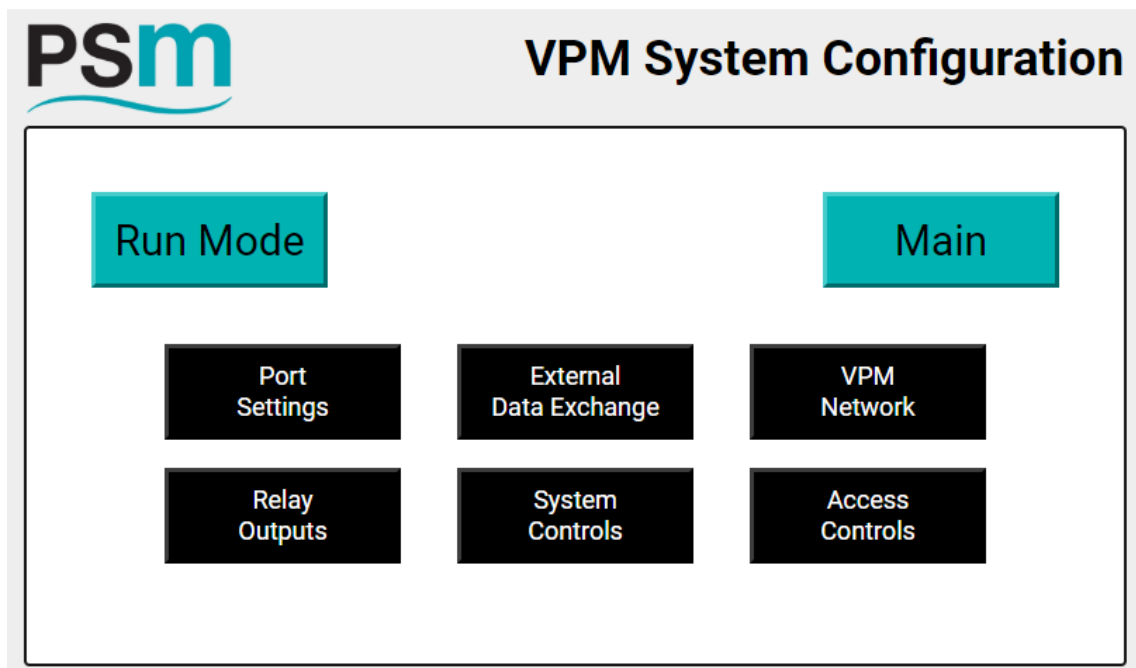 PSm
VPM System Configuration
Run Mode
Main
Port
Settings
External
Data Exchange
VPM
Network
Relay
Outputs
System
Controls
Access
Controls